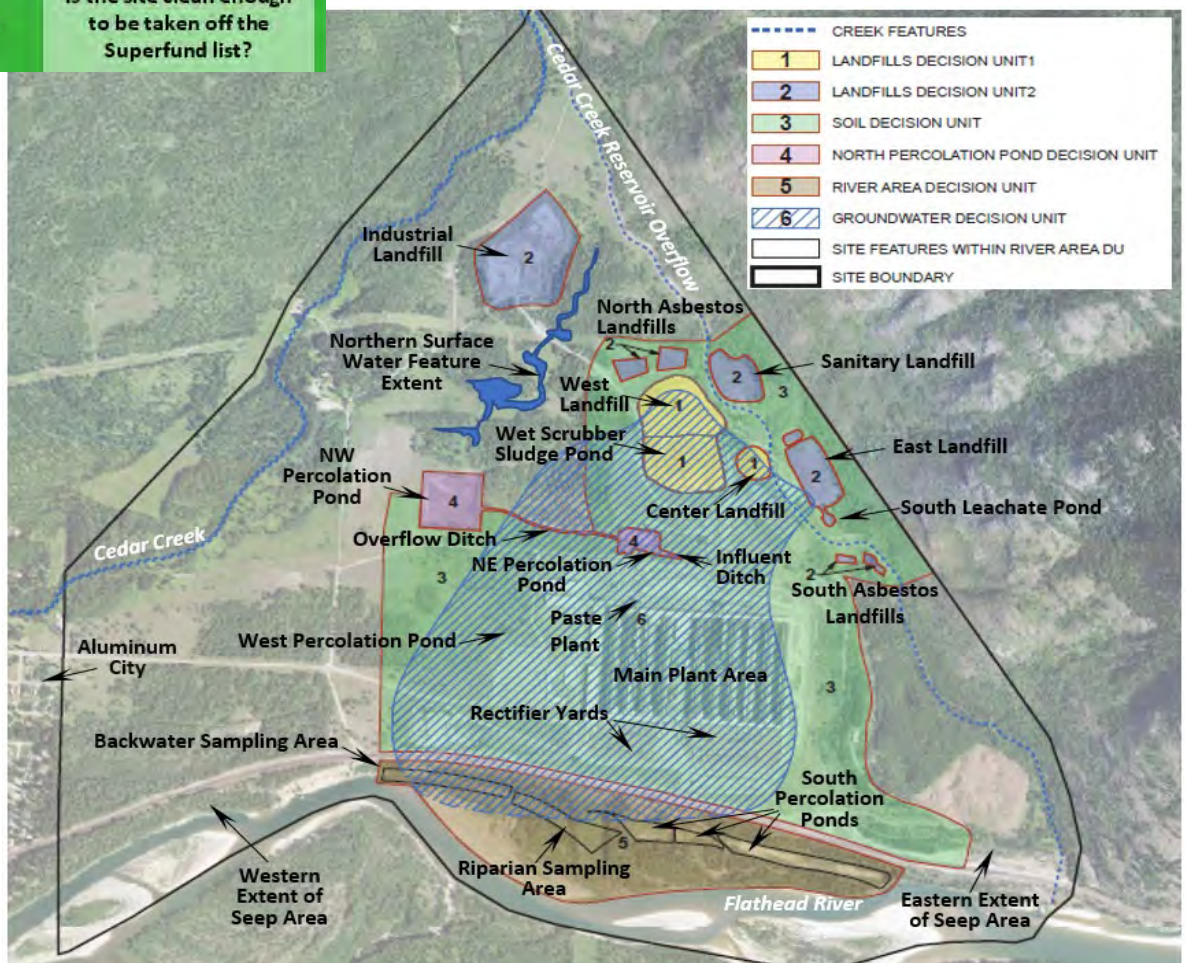 is the site clean enough
to be taken off the
Superfund list?
CREEK FEATURES
1 LANDFILLS DECISION UNIT1
2 LANDFILLS DECISION UNIT2
3 SOIL DECISION UNIT
4 NORTH PERCOLATION POND DECISION UNIT
5 RIVER AREA DECISION UNIT
6 GROUNDWATER DECISION UNIT
SITE FEATURES WITHIN RIVER AREA DU
SITE BOUNDARY
Cedar Creek Reservoir Overflow
Industrial
Landfill
2
North Asbestos
Landfills
2
Northern Surface
Water Feature
Extent
Sanitary Landfill
2
3
West
Landfill
1
Wet Scrubber
Sludge Pond
1
1
Center Landfill
East Landfill
2
South Leachate Pond
NW
Percolation
Pond
4
Cedar Creek
Overflow Ditch
4
NE Percolation
Pond
Influent
Ditch
3
2
South Asbestos
Landfills
Paste
Plant
6
West Percolation Pond
Aluminum
City
Main Plant Area
3
Rectifier Yards
Backwater Sampling Area
South
Percolation
Ponds
5
Riparian Sampling
Area
Western
Extent of
Seep Area
Flathead River
Eastern Extent
of Seep Area